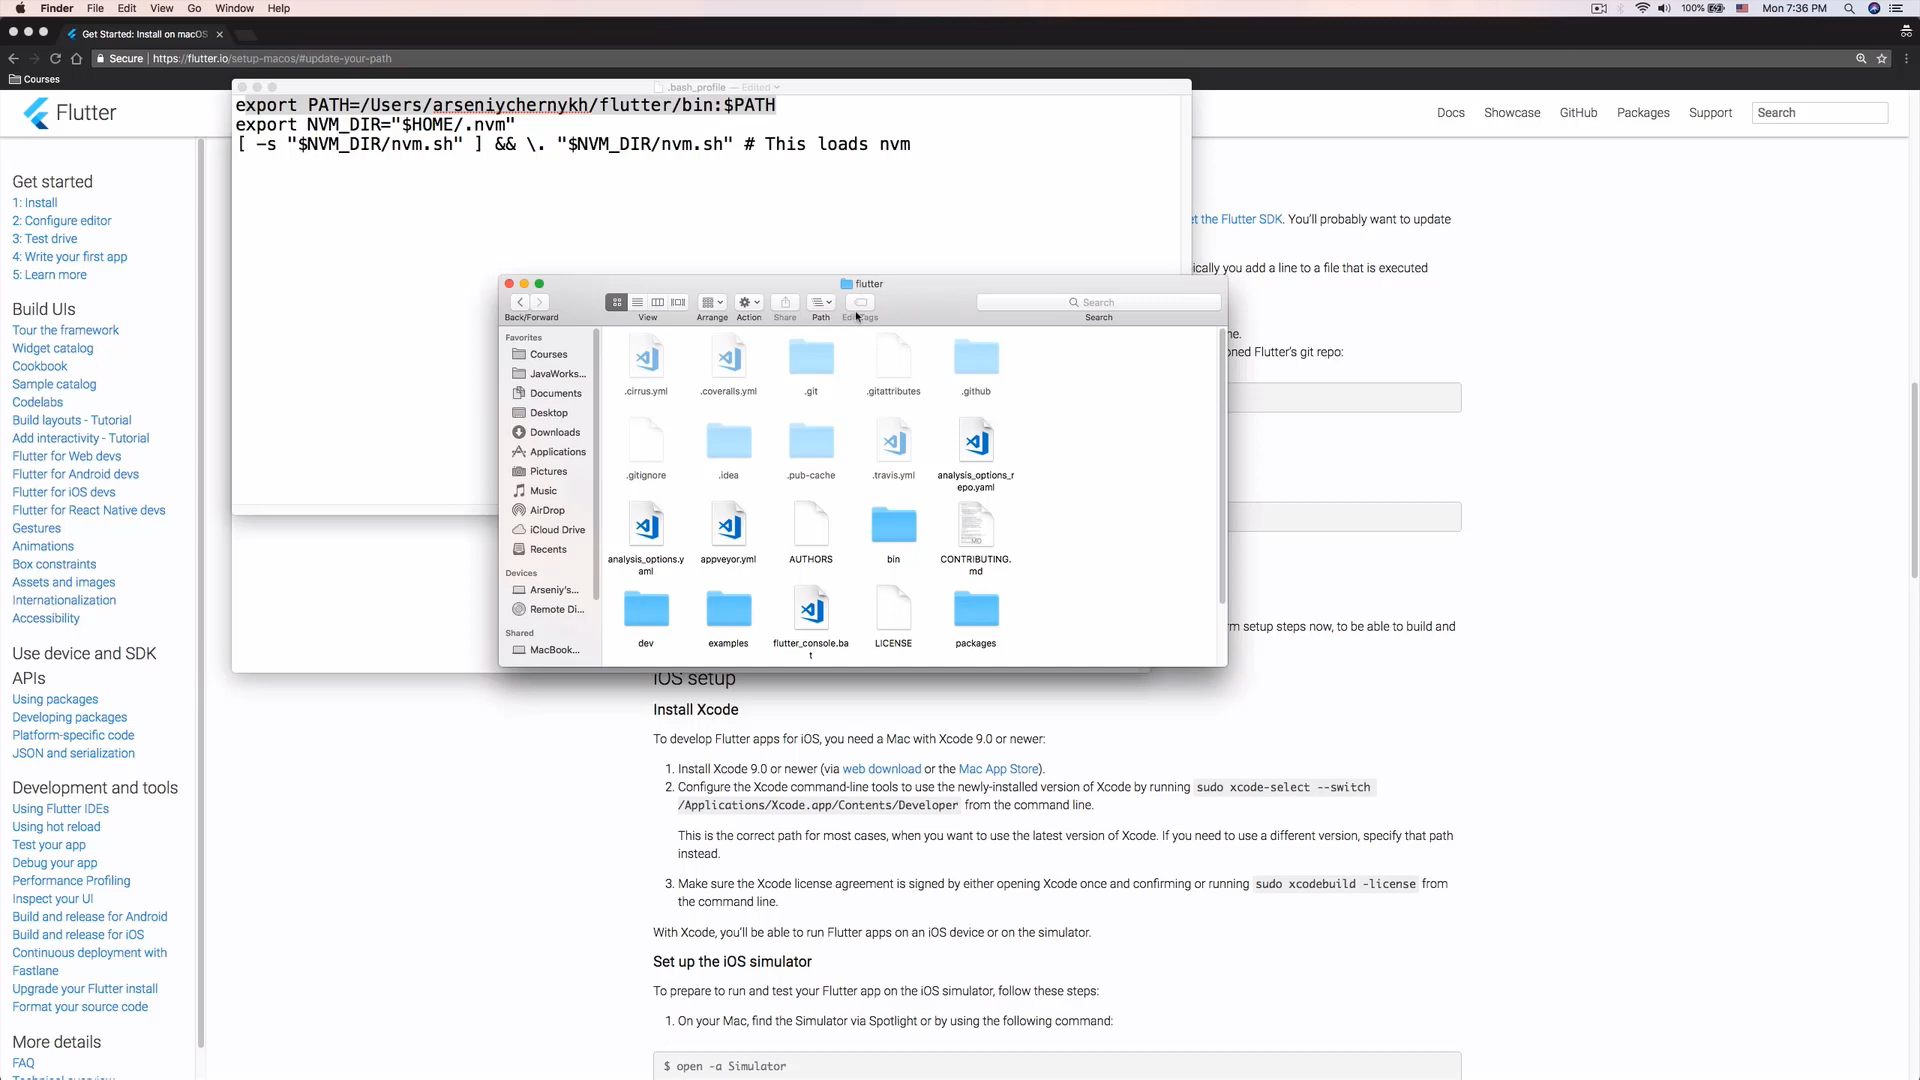 Finder File Edit View Go Window Help
100% Mon 7:36 PM
Get Started: Install on macOS
Secure | https://flutter.io/setup-macos/#update-your-path
Courses
Flutter
Docs Showcase GitHub Packages Support Search
.bash_profile — Edited
export PATH=/Users/arseniychernykh/flutter/bin:$PATH
export NVM_DIR="$HOME/.nvm"
[ -s "$NVM_DIR/nvm.sh" ] && \. "$NVM_DIR/nvm.sh" # This loads nvm
Get started
1: Install
2: Configure editor
3: Test drive
4: Write your first app
5: Learn more
Build UIs
Tour the framework
Widget catalog
Cookbook
Sample catalog
Codelabs
Build layouts - Tutorial
Add interactivity - Tutorial
Flutter for Web devs
Flutter for Android devs
Flutter for iOS devs
Flutter for React Native devs
Gestures
Animations
Box constraints
Assets and images
Internationalization
Accessibility
Use device and SDK
APIs
Using packages
Developing packages
Platform-specific code
JSON and serialization
Development and tools
Using Flutter IDEs
Using hot reload
Test your app
Debug your app
Performance Profiling
Inspect your UI
Build and release for Android
Build and release for iOS
Continuous deployment with
Fastlane
Upgrade your Flutter install
Format your source code
More details
FAQ
Technical overview
the Flutter SDK. You'll probably want to update
you add a line to a file that is executed
Flutter's git repo:
setup steps now, to be able to build and
flutter
Back/Forward View Arrange Action Share Path Edit Tags Search
Search
Favorites
Courses
JavaWorks...
Documents
Desktop
Downloads
Applications
Pictures
Music
AirDrop
iCloud Drive
Recents
Devices
Arseniy's...
Remote Di...
Shared
MacBook...
.cirrus.yml .coveralls.yml .git .gitattributes .github
.gitignore .idea .pub-cache .travis.yml analysis_options_r
epo.yaml
analysis_options.y appveyor.yml AUTHORS bin CONTRIBUTING.
aml md
dev examples flutter_console.ba LICENSE packages
t
iOS setup
Install Xcode
To develop Flutter apps for iOS, you need a Mac with Xcode 9.0 or newer:
1. Install Xcode 9.0 or newer (via web download or the Mac App Store).
2. Configure the Xcode command-line tools to use the newly-installed version of Xcode by running sudo xcode-select --switch
/Applications/Xcode.app/Contents/Developer from the command line.
This is the correct path for most cases, when you want to use the latest version of Xcode. If you need to use a different version, specify that path
instead.
3. Make sure the Xcode license agreement is signed by either opening Xcode once and confirming or running sudo xcodebuild -license from
the command line.
With Xcode, you'll be able to run Flutter apps on an iOS device or on the simulator.
Set up the iOS simulator
To prepare to run and test your Flutter app on the iOS simulator, follow these steps:
1. On your Mac, find the Simulator via Spotlight or by using the following command:
$ open -a Simulator